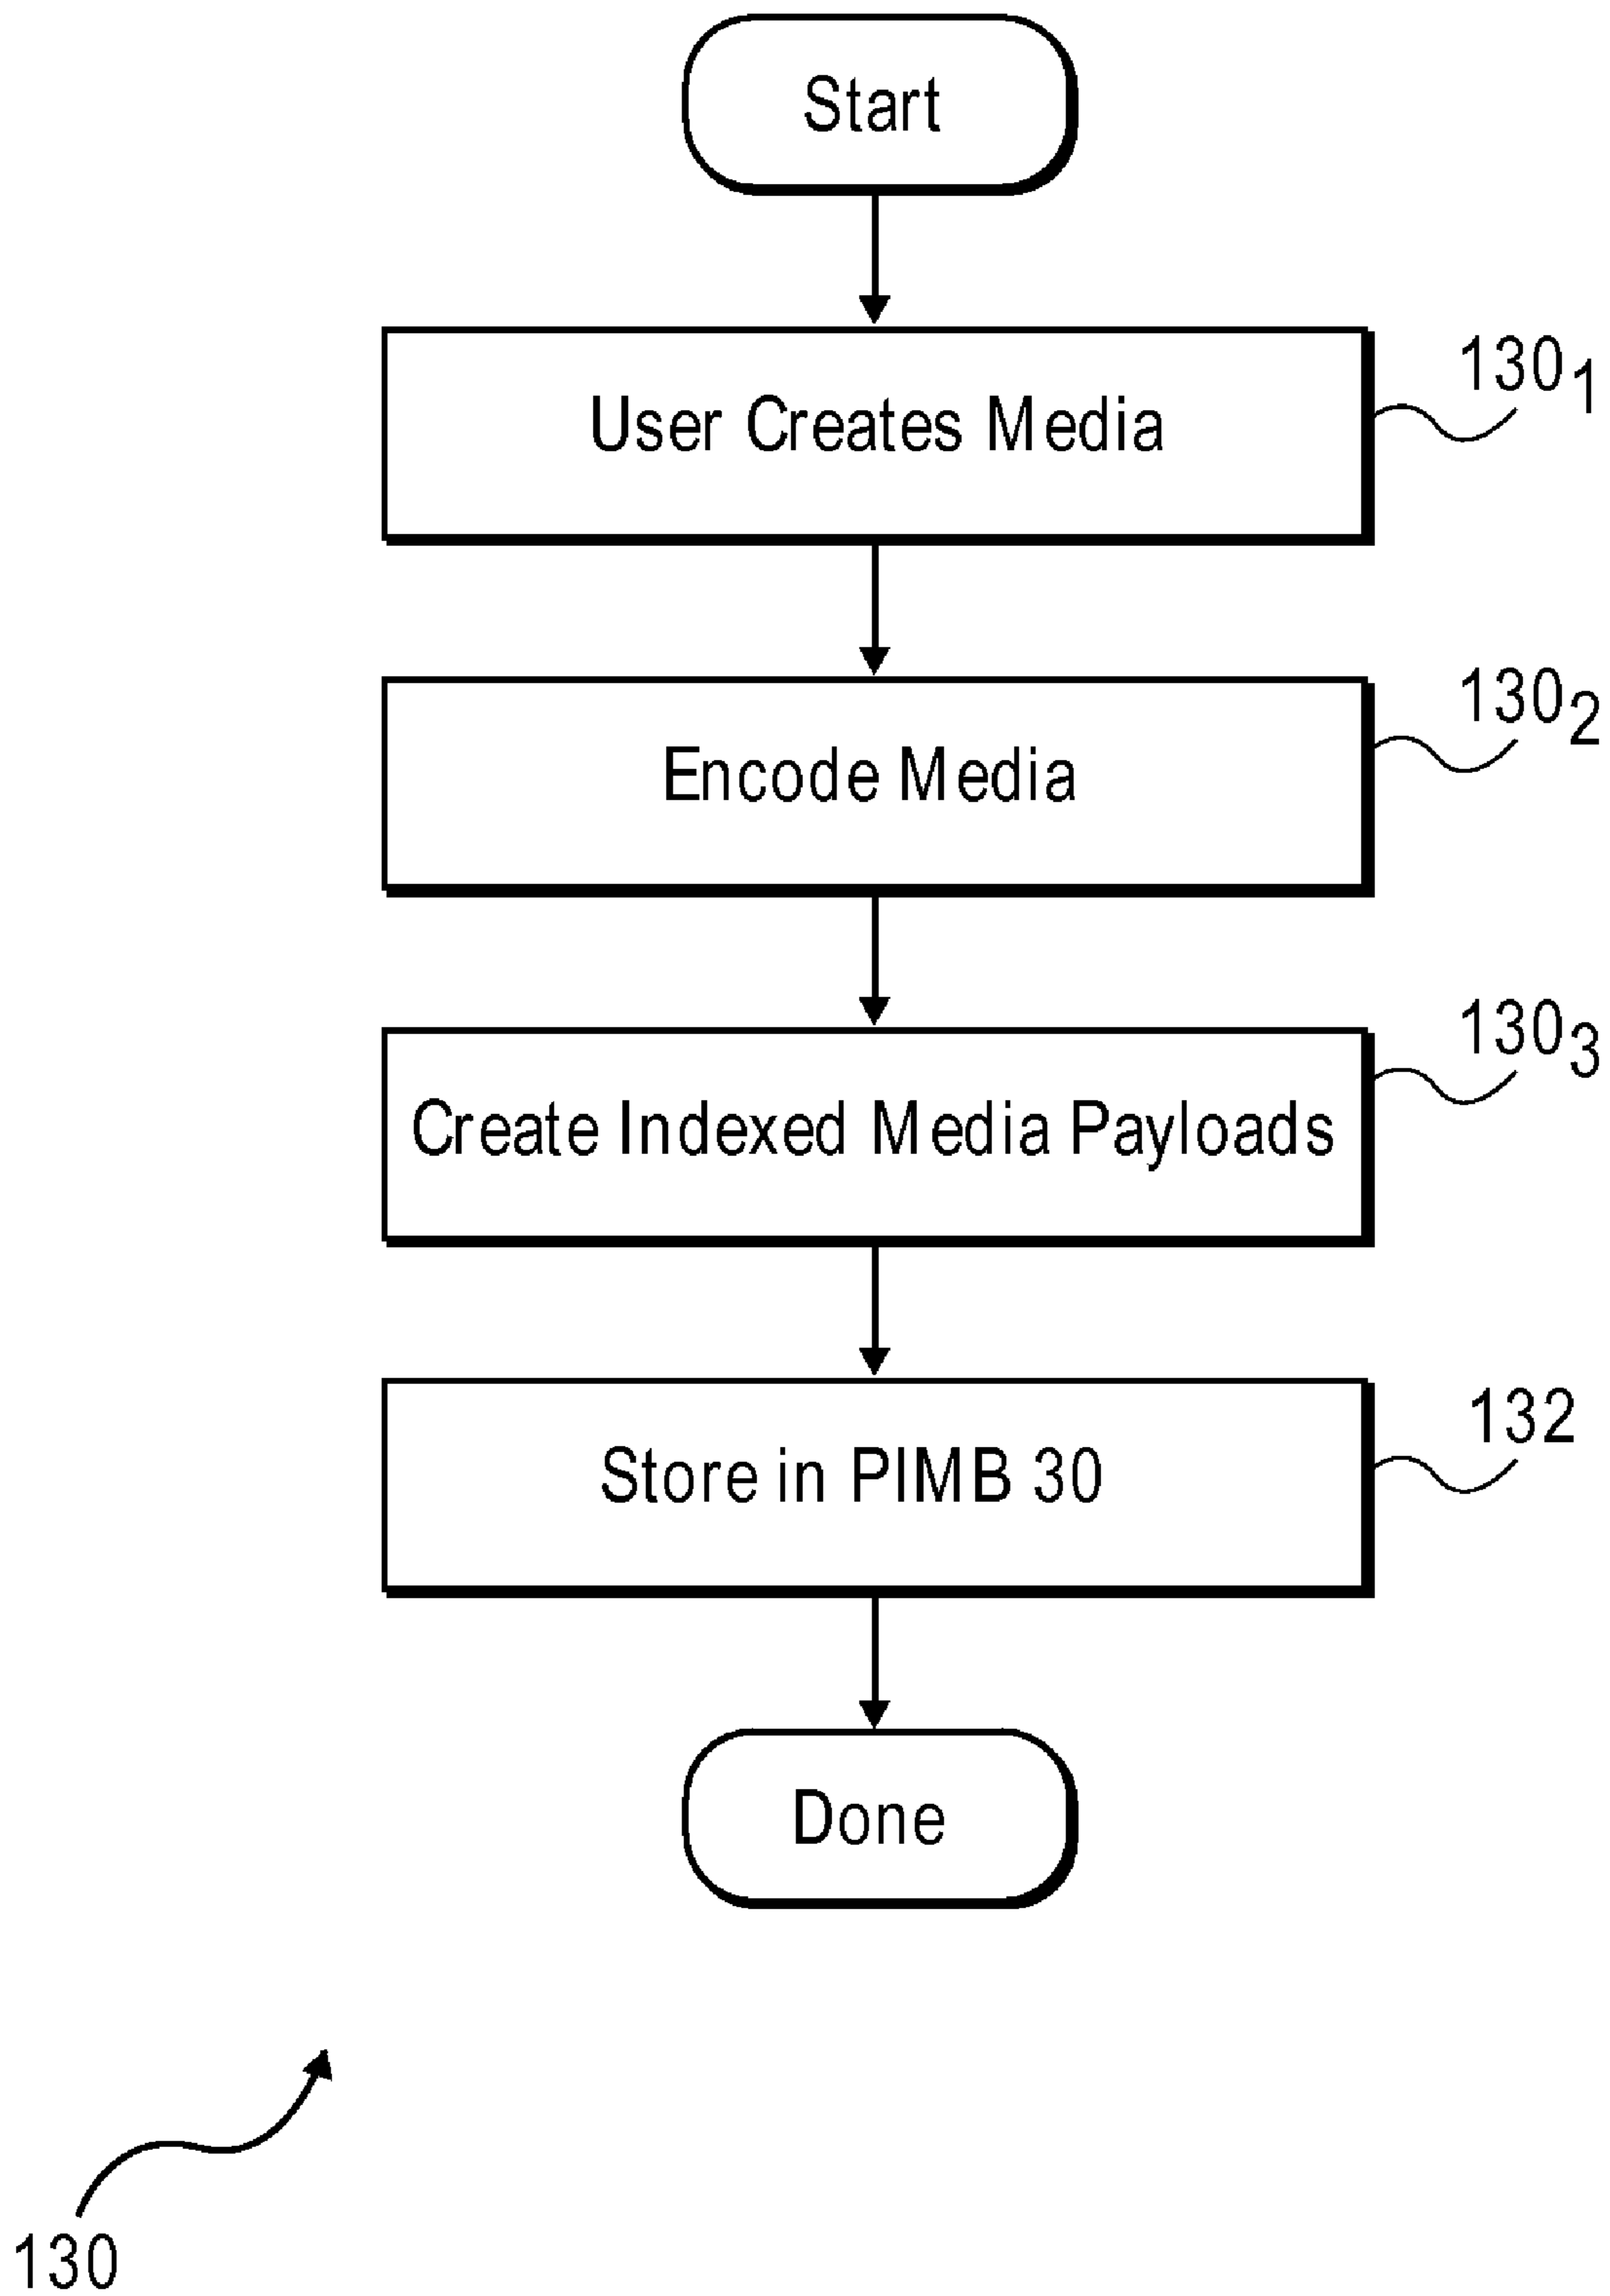 Start
User Creates Media
130₁
Encode Media
130₂
Create Indexed Media Payloads
130₃
Store in PIMB 30
132
Done
130